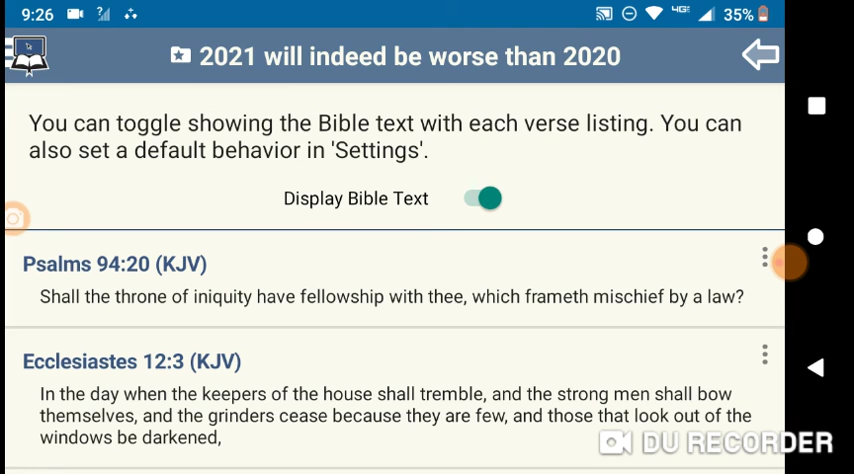 9:26 ? 4G 35%
2021 will indeed be worse than 2020
You can toggle showing the Bible text with each verse listing. You can
also set a default behavior in 'Settings'.
Display Bible Text
Psalms 94:20 (KJV)
Shall the throne of iniquity have fellowship with thee, which frameth mischief by a law?
Ecclesiastes 12:3 (KJV)
In the day when the keepers of the house shall tremble, and the strong men shall bow
themselves, and the grinders cease because they are few, and those that look out of the
windows be darkened,
DU RECORDER